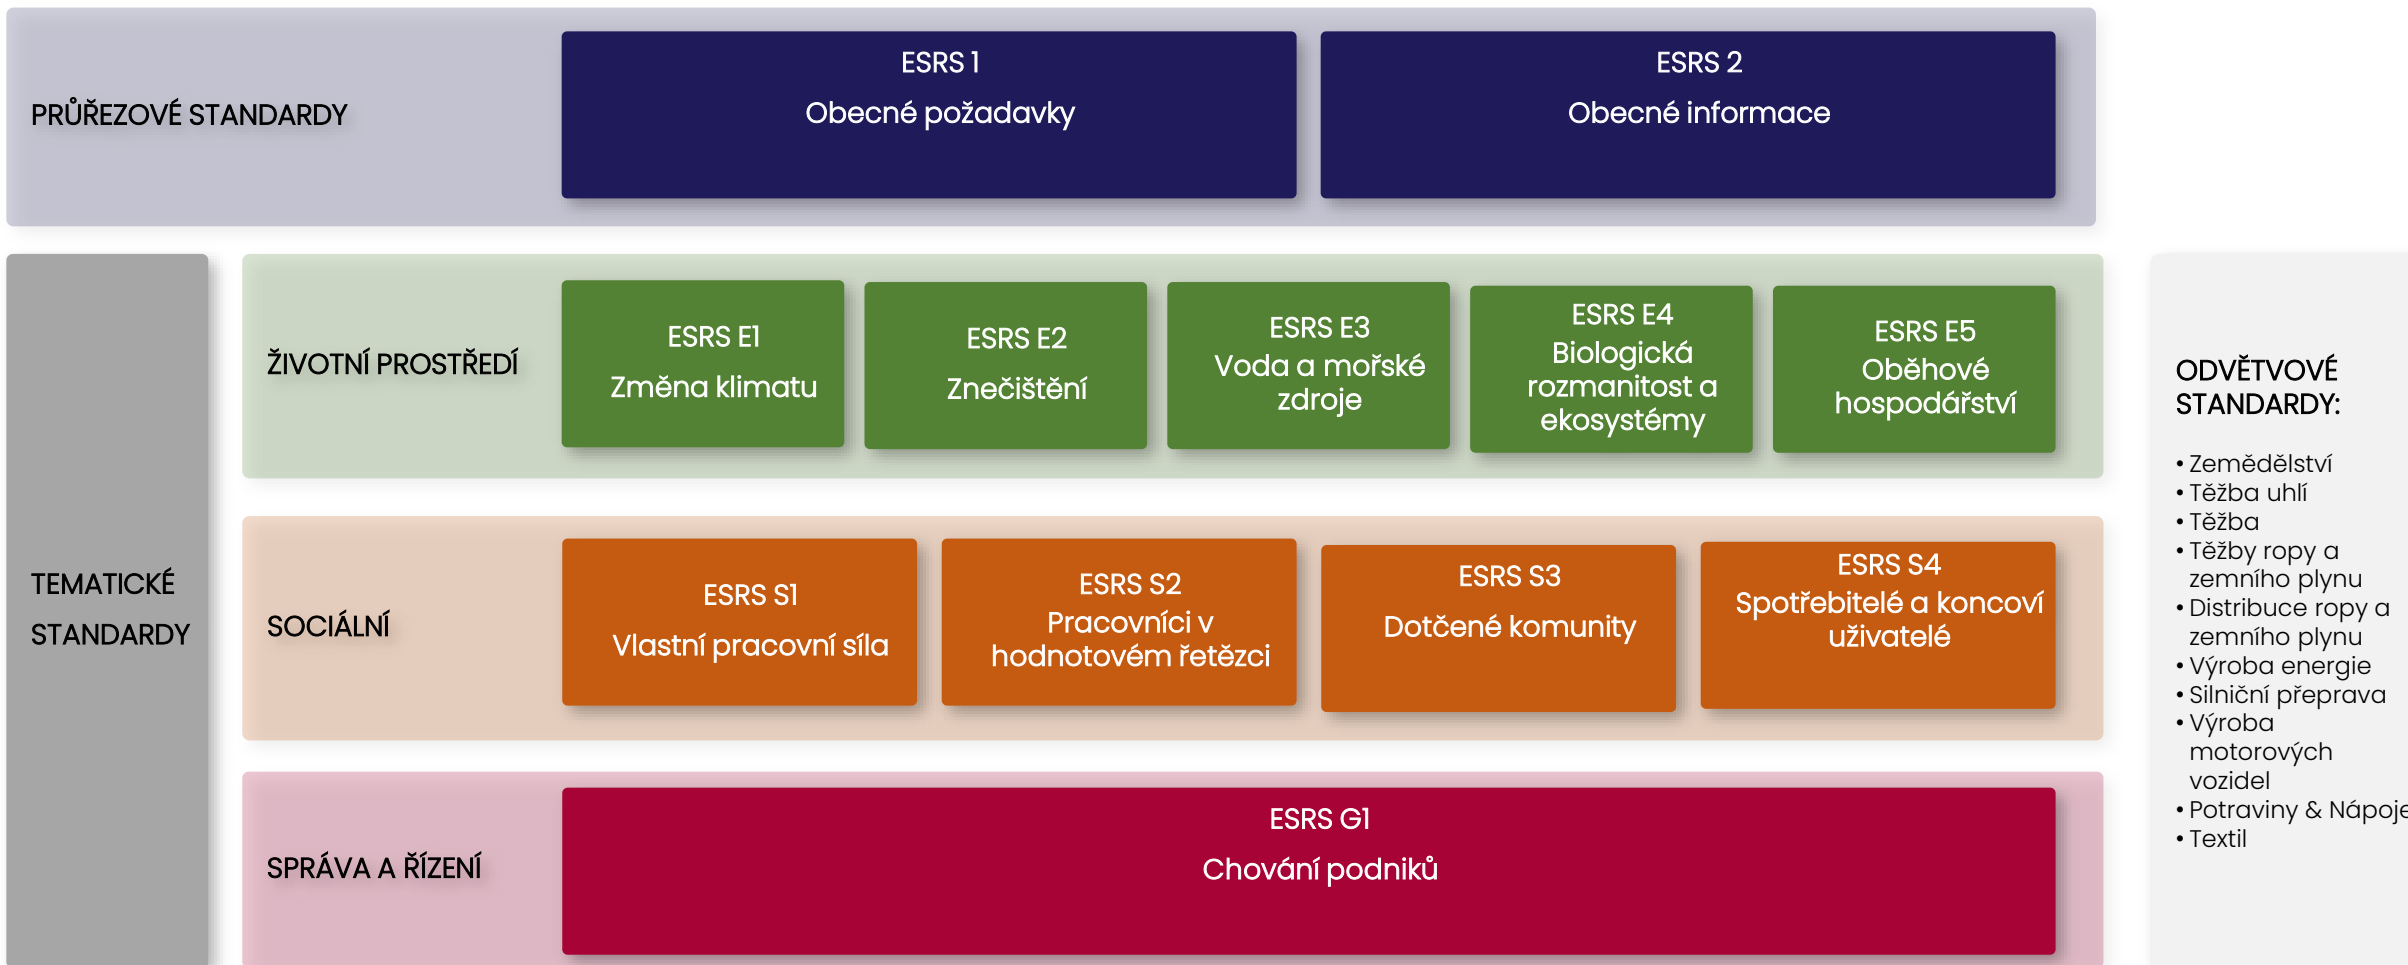 PRŮŘEZOVÉ STANDARDY
ESRS 1
Obecné požadavky
ESRS 2
Obecné informace
TEMATICKÉ
STANDARDY
ŽIVOTNÍ PROSTŘEDÍ
ESRS E1
Změna klimatu
ESRS E2
Znečištění
ESRS E3
Voda a mořské
zdroje
ESRS E4
Biologická
rozmanitost a
ekosystémy
ESRS E5
Oběhové
hospodářství
SOCIÁLNÍ
ESRS S1
Vlastní pracovní síla
ESRS S2
Pracovníci v
hodnotovém řetězci
ESRS S3
Dotčené komunity
ESRS S4
Spotřebitelé a koncoví
uživatelé
SPRÁVA A ŘÍZENÍ
ESRS G1
Chování podniků
ODVĚTVOVÉ
STANDARDY:
• Zemědělství
• Těžba uhlí
• Těžba
• Těžby ropy a
zemního plynu
• Distribuce ropy a
zemního plynu
• Výroba energie
• Silniční přeprava
• Výroba
motorových
vozidel
• Potraviny & Nápoje
• Textil